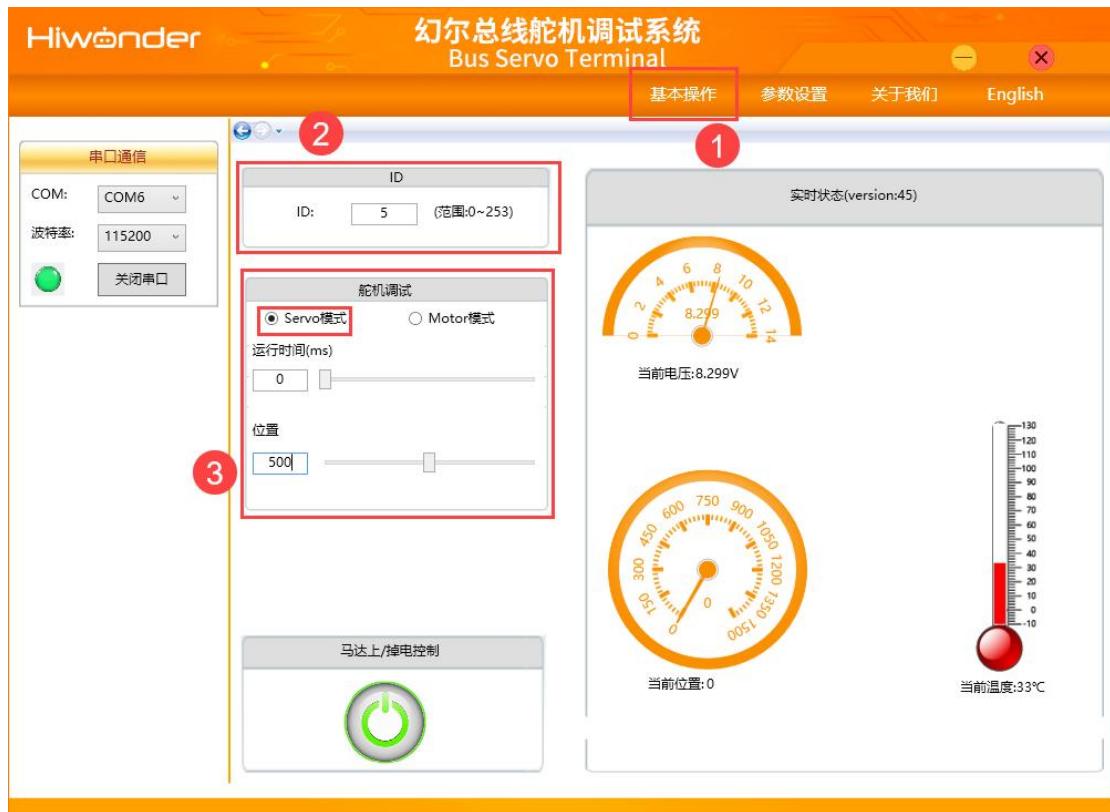 Hiwonder
幻尔总线舵机调试系统
Bus Servo Terminal
基本操作 参数设置 关于我们 English
1
2
3
串口通信
COM: COM6
波特率: 115200
关闭串口
ID
ID: 5 (范围:0~253)
舵机调试
Servo模式 Motor模式
运行时间(ms)
0
位置
500
马达上/掉电控制
实时状态(version:45)
0 2 4 6 8 10 12 14
8.299
当前电压:8.299V
0 150 300 450 600 750 900 1050 1200 1350 1500
0
当前位置:0
130
120
110
100
90
80
70
60
50
40
30
20
10
0
-10
当前温度:33℃